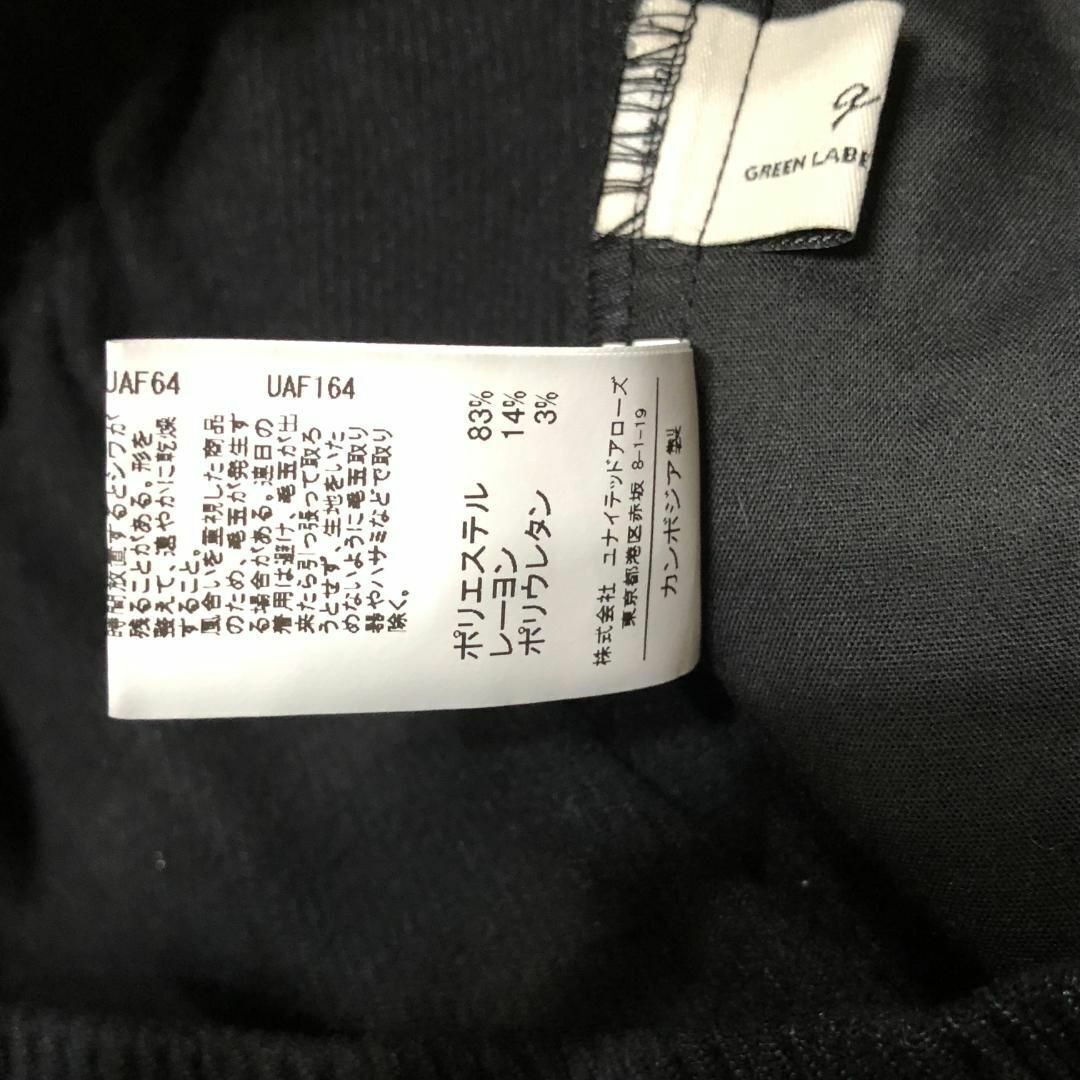 GREEN LABE
カンボジア製
東京都港区赤坂 8-1-19
株式会社 ユナイテッドアローズ
ポリウレタン 3%
レーヨン 14%
ポリエステル 83%
UAF164
風合いを重視した商品
のため、毛玉が発生す
る場合がある。連日の
着用は避け、毛玉が出
来たら引っ張って取ろ
うとせず、生地をいた
めないように毛玉取り
器やハサミなどで取り
除く。
UAF64
時間放置するとシワが
残ることがある。形を
整えて、速やかに乾燥
すること。